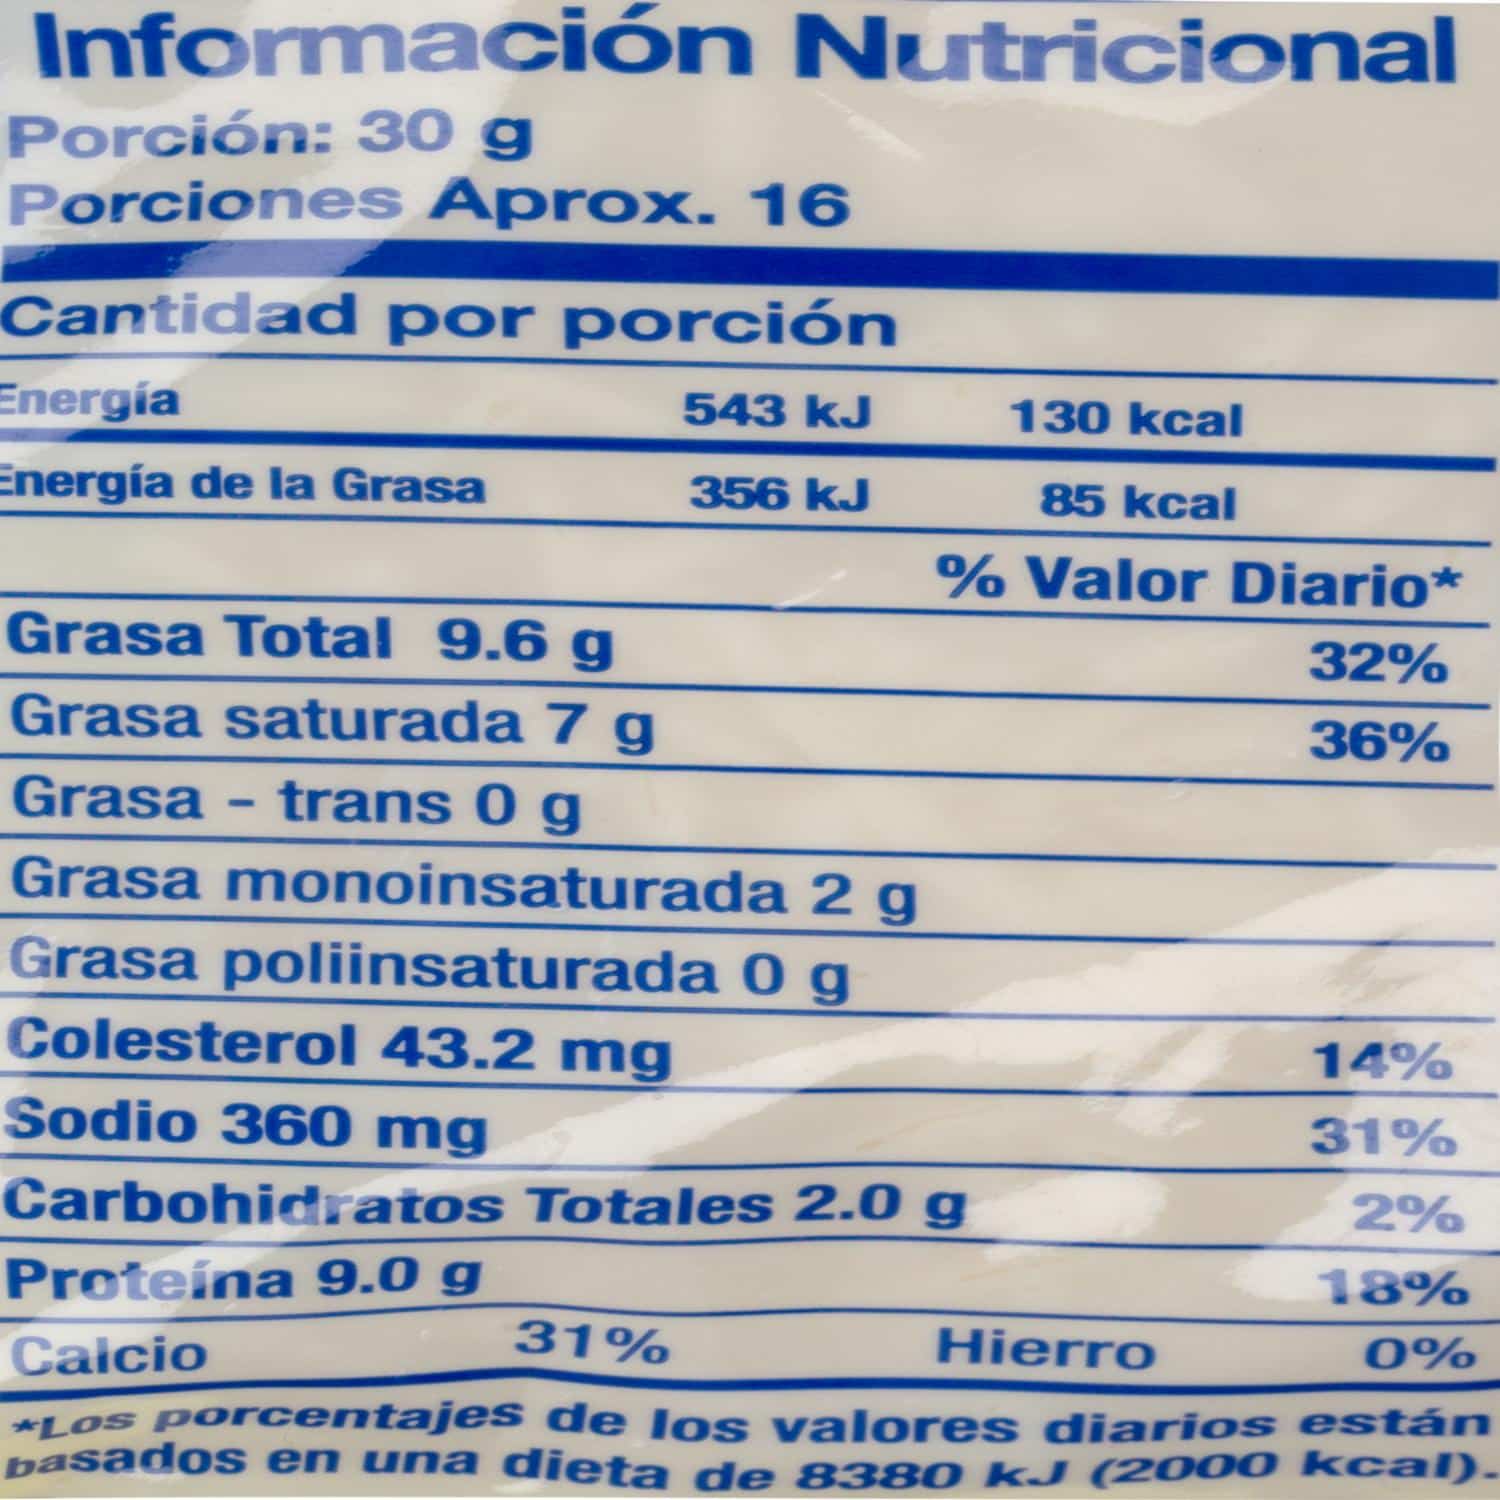 Información Nutricional
Porción: 30 g
Porciones Aprox. 16
Cantidad por porción
Energía 543 kJ 130 kcal
Energía de la Grasa 356 kJ 85 kcal
% Valor Diario*
Grasa Total 9.6 g 32%
Grasa saturada 7 g 36%
Grasa - trans 0 g
Grasa monoinsaturada 2 g
Grasa poliinsaturada 0 g
Colesterol 43.2 mg 14%
Sodio 360 mg 31%
Carbohidratos Totales 2.0 g 2%
Proteína 9.0 g 18%
Calcio 31% Hierro 0%
*Los porcentajes de los valores diarios están
basados en una dieta de 8380 kJ (2000 kcal).